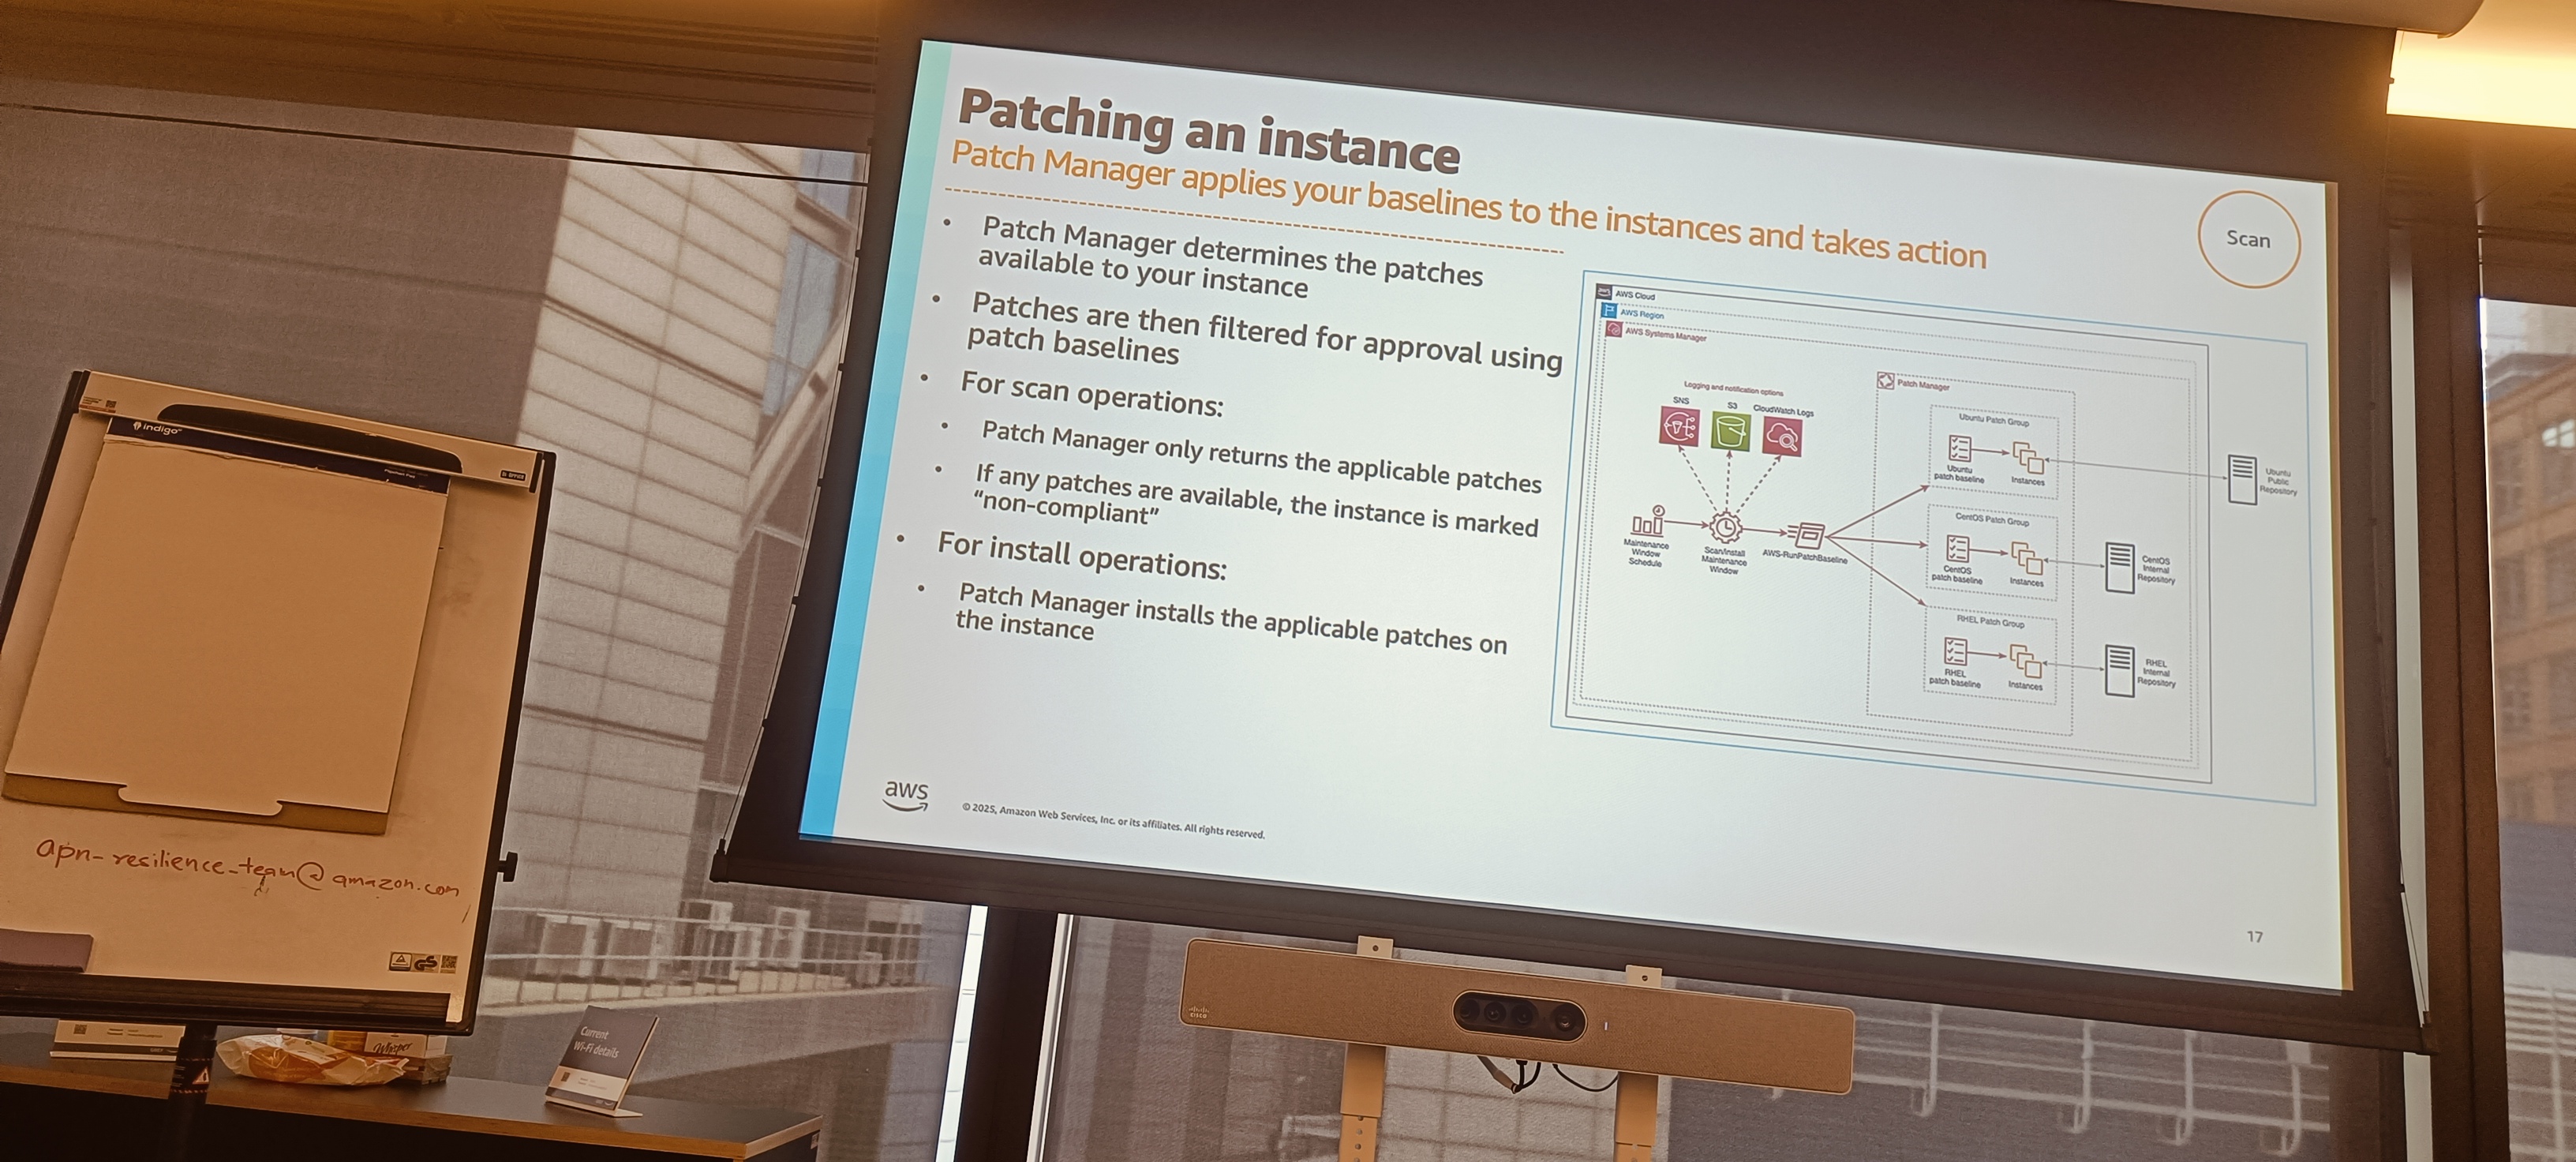 Patching an instance
Patch Manager applies your baselines to the instances and takes action
Scan
• Patch Manager determines the patches
available to your instance
• Patches are then filtered for approval using
patch baselines
• For scan operations:
• Patch Manager only returns the applicable patches
• If any patches are available, the instance is marked
“non-compliant”
• For install operations:
• Patch Manager installs the applicable patches on
the instance
aws
AWS Cloud
AWS Region
AWS Systems Manager
Logging and notification options
SNS
S3
CloudWatch Logs
Maintenance
Window
Schedule
Scan/Install
Maintenance
Window
AWS-RunPatchBaseline
Patch Manager
Ubuntu Patch Group
Ubuntu
patch baseline
Instances
Ubuntu
Public
Repository
CentOS Patch Group
CentOS
patch baseline
Instances
CentOS
Internal
Repository
RHEL Patch Group
RHEL
patch baseline
Instances
RHEL
Internal
Repository
aws
© 2025, Amazon Web Services, Inc. or its affiliates. All rights reserved.
17
indigo
apn-resilience-team@amazon.com
GS
Whisper
Current
Wi-Fi details
CISCO